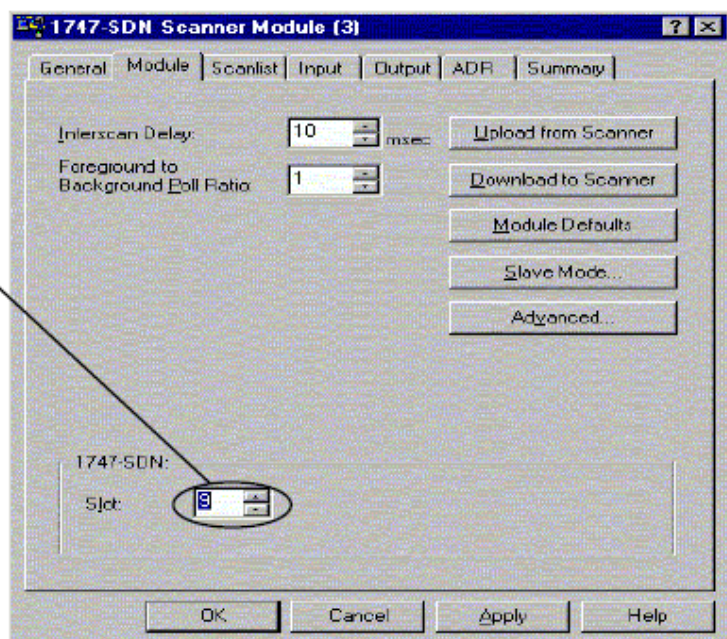 1747-SDN Scanner Module (3)
General Module Scanlist Input Output ADR Summary
Interscan Delay: 10 msec
Upload from Scanner
Foreground to
Background Poll Ratio: 1
Download to Scanner
Module Defaults
Slave Mode...
Advanced...
1747-SDN:
Slot: 9
OK Cancel Apply Help